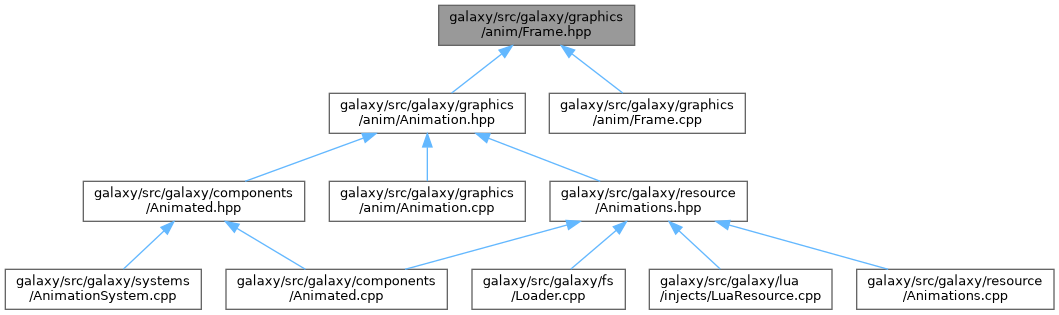 galaxy/src/galaxy/graphics
/anim/Frame.hpp
galaxy/src/galaxy/graphics
/anim/Animation.hpp
galaxy/src/galaxy/graphics
/anim/Frame.cpp
galaxy/src/galaxy/components
/Animated.hpp
galaxy/src/galaxy/graphics
/anim/Animation.cpp
galaxy/src/galaxy/resource
/Animations.hpp
galaxy/src/galaxy/systems
/AnimationSystem.cpp
galaxy/src/galaxy/components
/Animated.cpp
galaxy/src/galaxy/fs
/Loader.cpp
galaxy/src/galaxy/lua
/injects/LuaResource.cpp
galaxy/src/galaxy/resource
/Animations.cpp